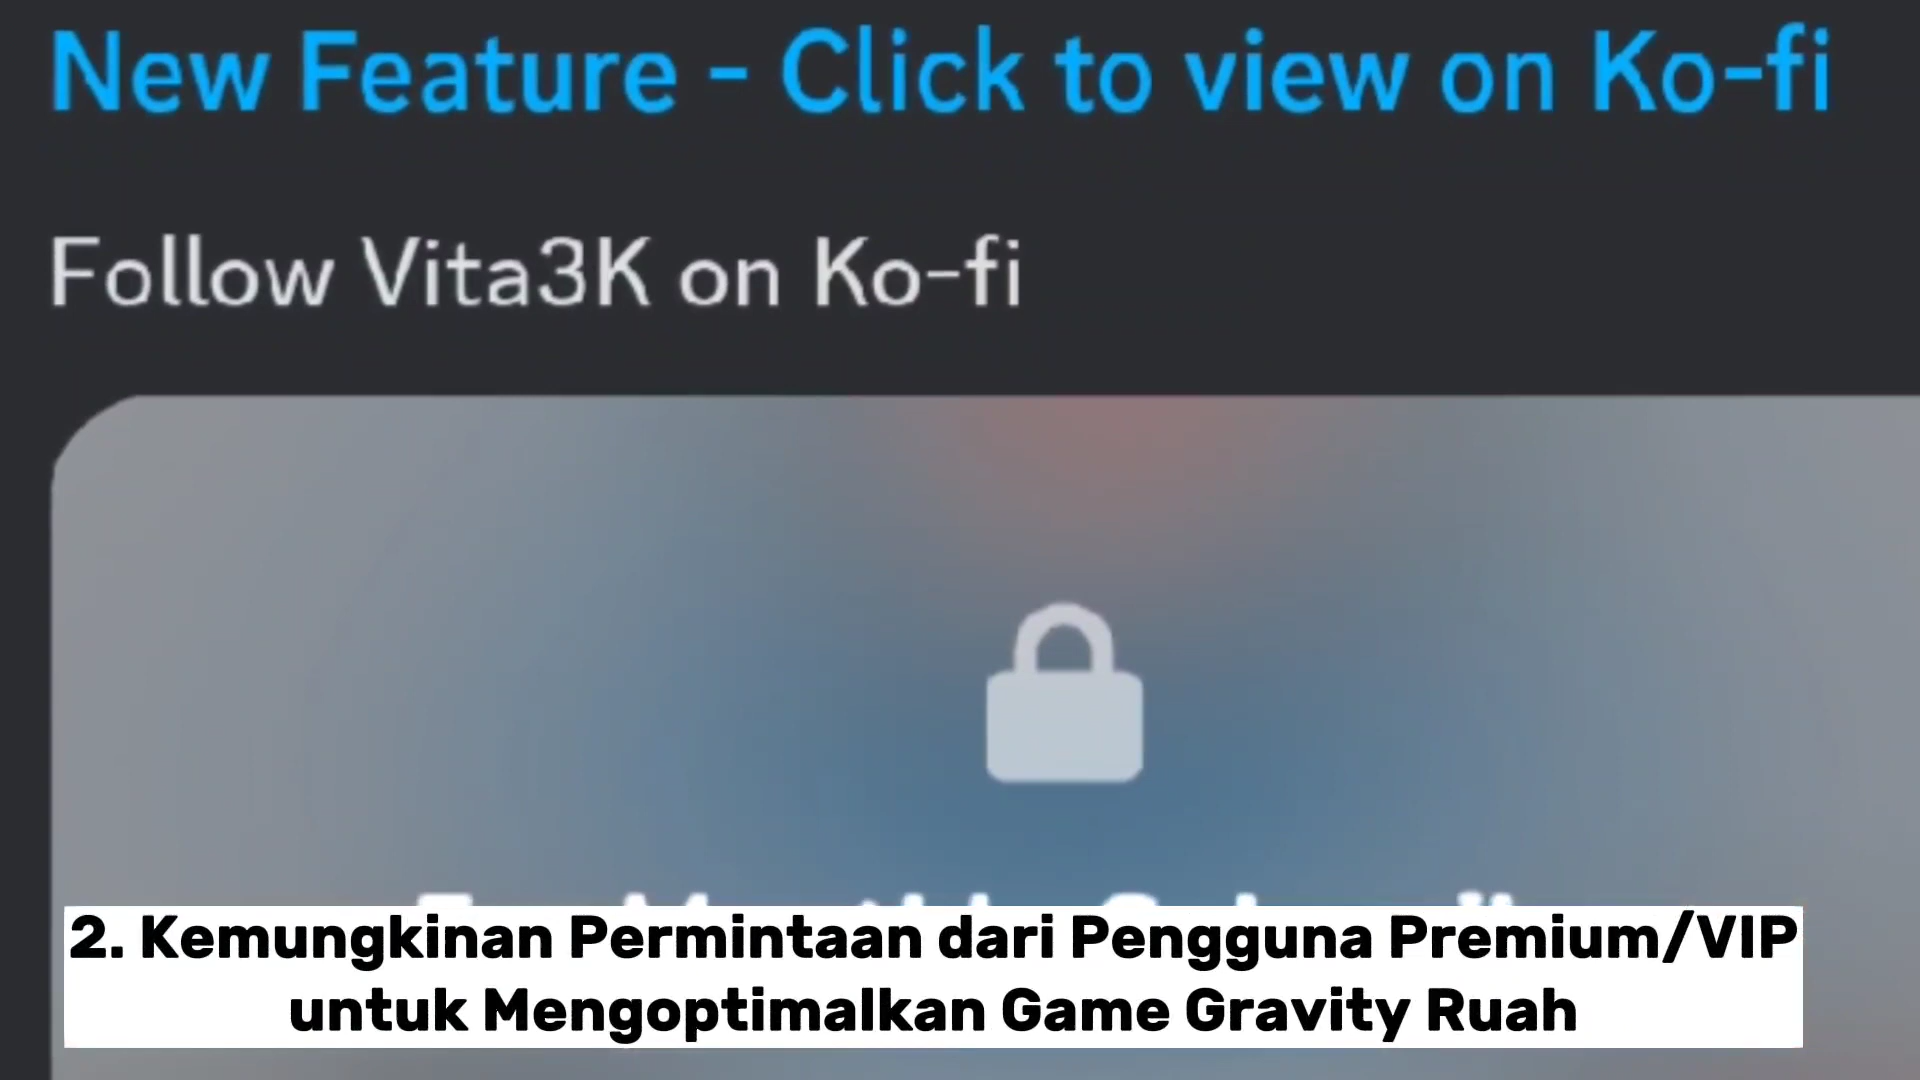 New Feature - Click to view on Ko-fi
Follow Vita3K on Ko-fi
2. Kemungkinan Permintaan dari Pengguna Premium/VIP
untuk Mengoptimalkan Game Gravity Ruah